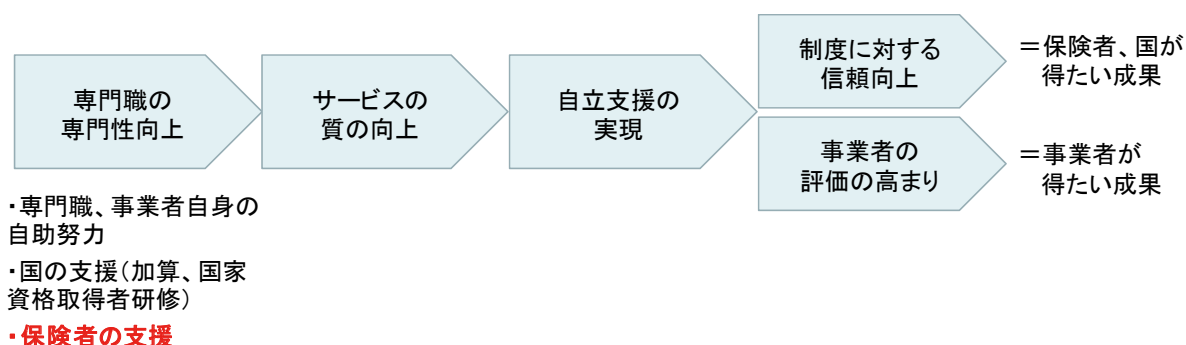 専門職の
専門性向上
サービスの
質の向上
自立支援の
実現
制度に対する
信頼向上
＝保険者、国が
得たい成果
事業者の
評価の高まり
＝事業者が
得たい成果
・専門職、事業者自身の
自助努力
・国の支援（加算、国家
資格取得者研修）
・保険者の支援